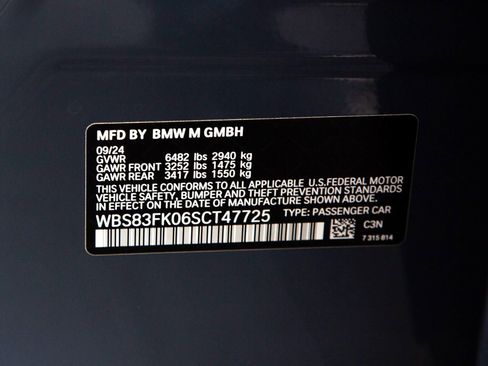 MFD BY BMW M GMBH
09/24
GVWR 6482 lbs 2940 kg
GAWR FRONT 3252 lbs 1475 kg
GAWR REAR 3417 lbs 1550 kg
THIS VEHICLE CONFORMS TO ALL APPLICABLE U.S.FEDERAL MOTOR
VEHICLE SAFETY, BUMPER AND THEFT PREVENTION STANDARDS
IN EFFECT ON THE DATE OF MANUFACTURE SHOWN ABOVE.
WBS83FK06SCT47725 TYPE: PASSENGER CAR
C3N
7 315 814